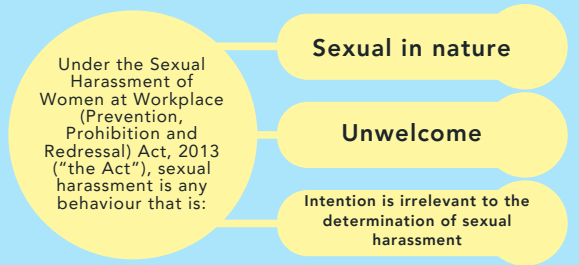 Under the Sexual
Harassment of
Women at Workplace
(Prevention,
Prohibition and
Redressal) Act, 2013
("the Act"), sexual
harassment is any
behaviour that is:
Sexual in nature
Unwelcome
Intention is irrelevant to the
determination of sexual
harassment